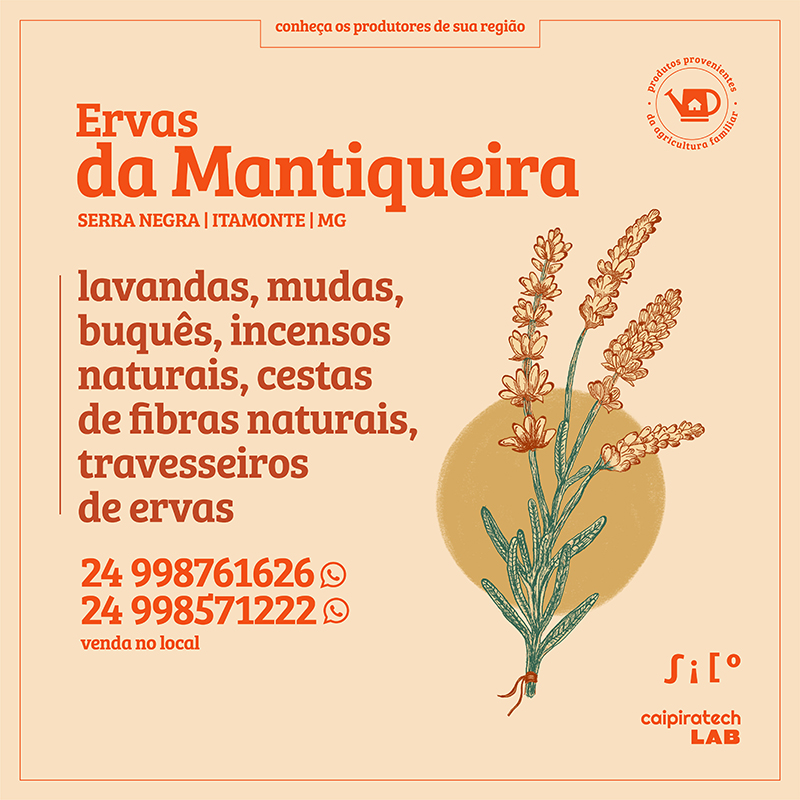 conheça os produtores de sua região
produtos provenientes
da agricultura familiar
Ervas
da Mantiqueira
SERRA NEGRA | ITAMONTE | MG
lavandas, mudas,
buquês, incensos
naturais, cestas
de fibras naturais,
travesseiros
de ervas
24 998761626
24 998571222
venda no local
caipiratech
LAB